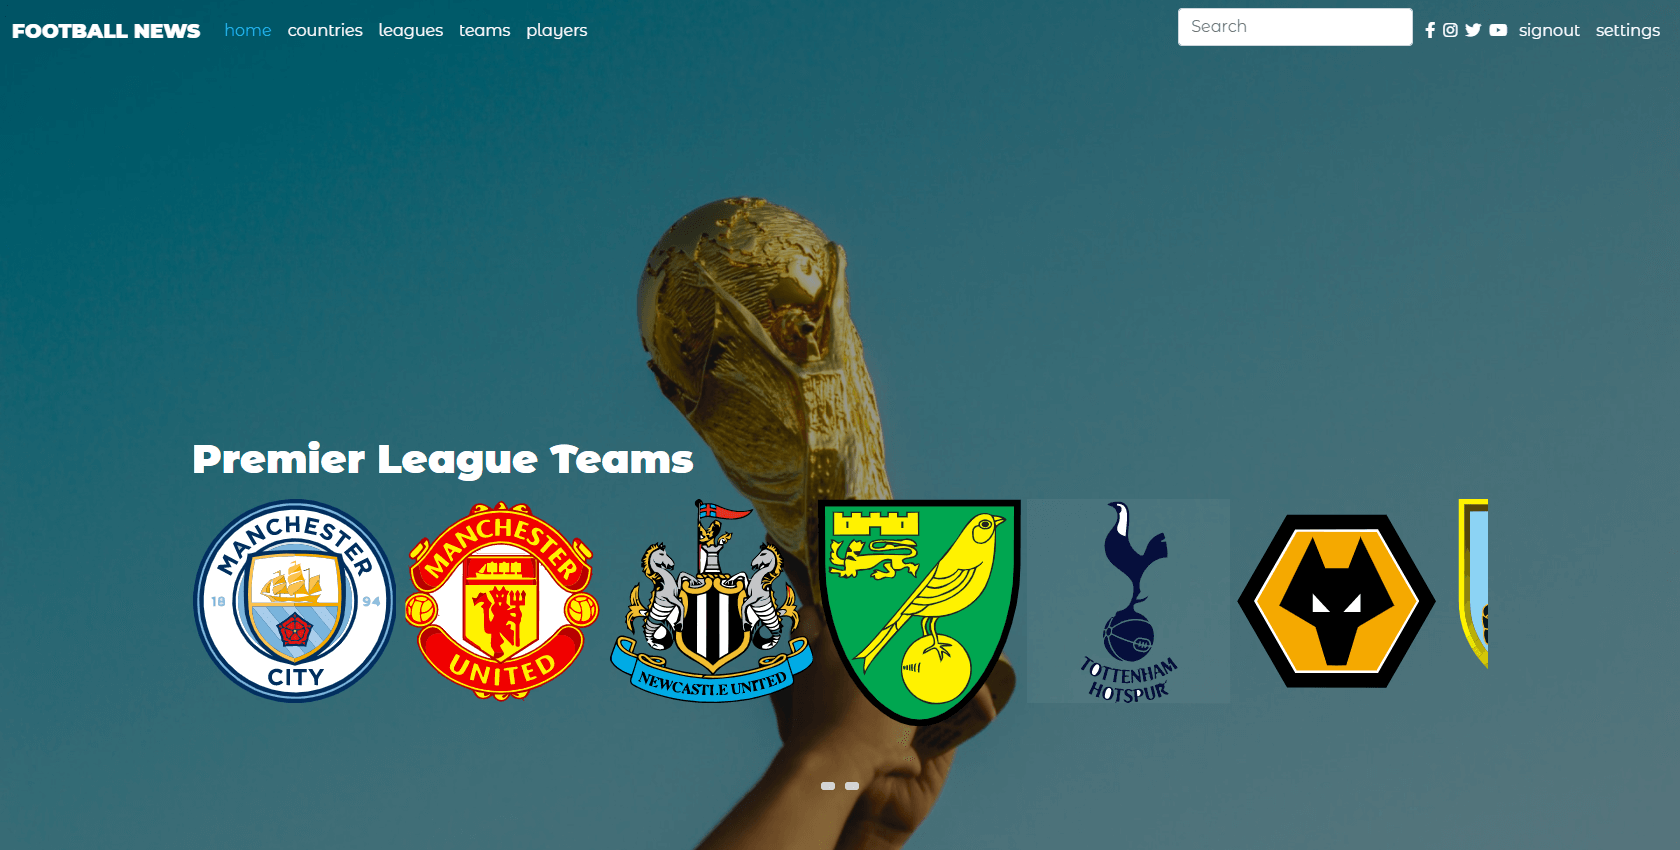 FOOTBALL NEWS home countries leagues teams players Search signout settings
Premier League Teams
MANCHESTER
18 94
CITY
MANCHESTER
UNITED
NEWCASTLE UNITED
TOTTENHAM
HOTSPUR